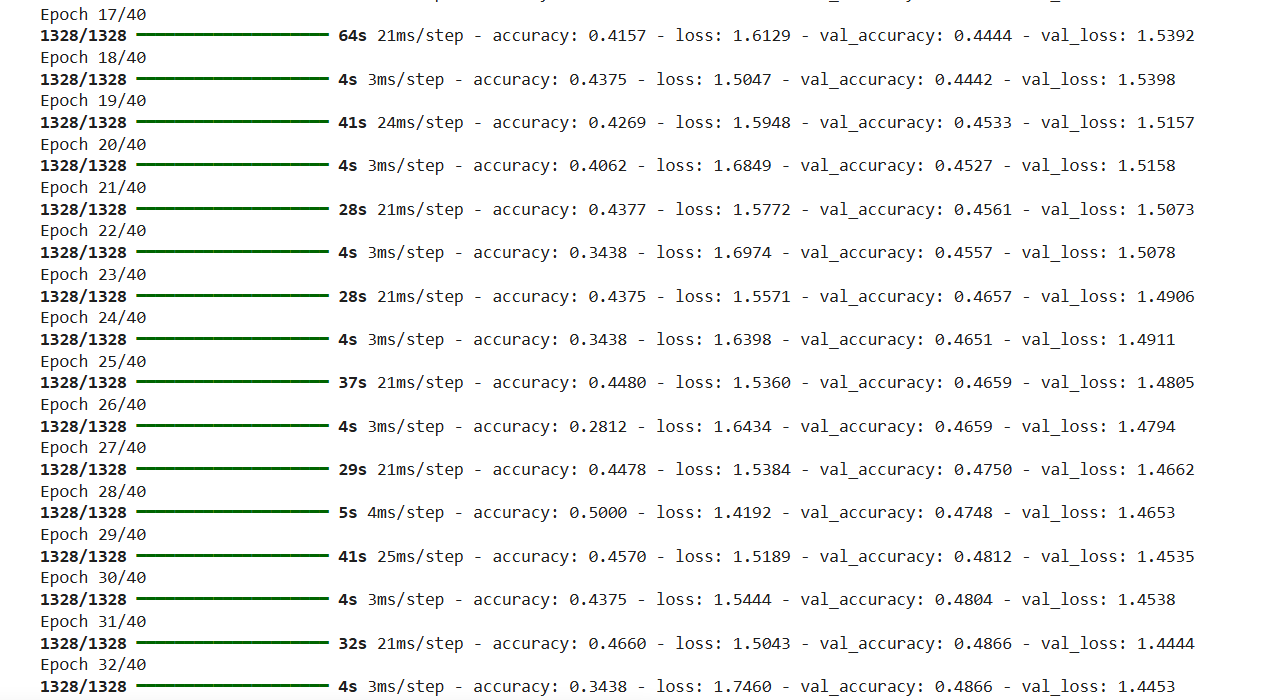 Epoch 17/40
1328/1328 ━━━━━━━━━━━━━━━━━━━━ 64s 21ms/step - accuracy: 0.4157 - loss: 1.6129 - val_accuracy: 0.4444 - val_loss: 1.5392
Epoch 18/40
1328/1328 ━━━━━━━━━━━━━━━━━━━━ 4s 3ms/step - accuracy: 0.4375 - loss: 1.5047 - val_accuracy: 0.4442 - val_loss: 1.5398
Epoch 19/40
1328/1328 ━━━━━━━━━━━━━━━━━━━━ 41s 24ms/step - accuracy: 0.4269 - loss: 1.5948 - val_accuracy: 0.4533 - val_loss: 1.5157
Epoch 20/40
1328/1328 ━━━━━━━━━━━━━━━━━━━━ 4s 3ms/step - accuracy: 0.4062 - loss: 1.6849 - val_accuracy: 0.4527 - val_loss: 1.5158
Epoch 21/40
1328/1328 ━━━━━━━━━━━━━━━━━━━━ 28s 21ms/step - accuracy: 0.4377 - loss: 1.5772 - val_accuracy: 0.4561 - val_loss: 1.5073
Epoch 22/40
1328/1328 ━━━━━━━━━━━━━━━━━━━━ 4s 3ms/step - accuracy: 0.3438 - loss: 1.6974 - val_accuracy: 0.4557 - val_loss: 1.5078
Epoch 23/40
1328/1328 ━━━━━━━━━━━━━━━━━━━━ 28s 21ms/step - accuracy: 0.4375 - loss: 1.5571 - val_accuracy: 0.4657 - val_loss: 1.4906
Epoch 24/40
1328/1328 ━━━━━━━━━━━━━━━━━━━━ 4s 3ms/step - accuracy: 0.3438 - loss: 1.6398 - val_accuracy: 0.4651 - val_loss: 1.4911
Epoch 25/40
1328/1328 ━━━━━━━━━━━━━━━━━━━━ 37s 21ms/step - accuracy: 0.4480 - loss: 1.5360 - val_accuracy: 0.4659 - val_loss: 1.4805
Epoch 26/40
1328/1328 ━━━━━━━━━━━━━━━━━━━━ 4s 3ms/step - accuracy: 0.2812 - loss: 1.6434 - val_accuracy: 0.4659 - val_loss: 1.4794
Epoch 27/40
1328/1328 ━━━━━━━━━━━━━━━━━━━━ 29s 21ms/step - accuracy: 0.4478 - loss: 1.5384 - val_accuracy: 0.4750 - val_loss: 1.4662
Epoch 28/40
1328/1328 ━━━━━━━━━━━━━━━━━━━━ 5s 4ms/step - accuracy: 0.5000 - loss: 1.4192 - val_accuracy: 0.4748 - val_loss: 1.4653
Epoch 29/40
1328/1328 ━━━━━━━━━━━━━━━━━━━━ 41s 25ms/step - accuracy: 0.4570 - loss: 1.5189 - val_accuracy: 0.4812 - val_loss: 1.4535
Epoch 30/40
1328/1328 ━━━━━━━━━━━━━━━━━━━━ 4s 3ms/step - accuracy: 0.4375 - loss: 1.5444 - val_accuracy: 0.4804 - val_loss: 1.4538
Epoch 31/40
1328/1328 ━━━━━━━━━━━━━━━━━━━━ 32s 21ms/step - accuracy: 0.4660 - loss: 1.5043 - val_accuracy: 0.4866 - val_loss: 1.4444
Epoch 32/40
1328/1328 ━━━━━━━━━━━━━━━━━━━━ 4s 3ms/step - accuracy: 0.3438 - loss: 1.7460 - val_accuracy: 0.4866 - val_loss: 1.4453